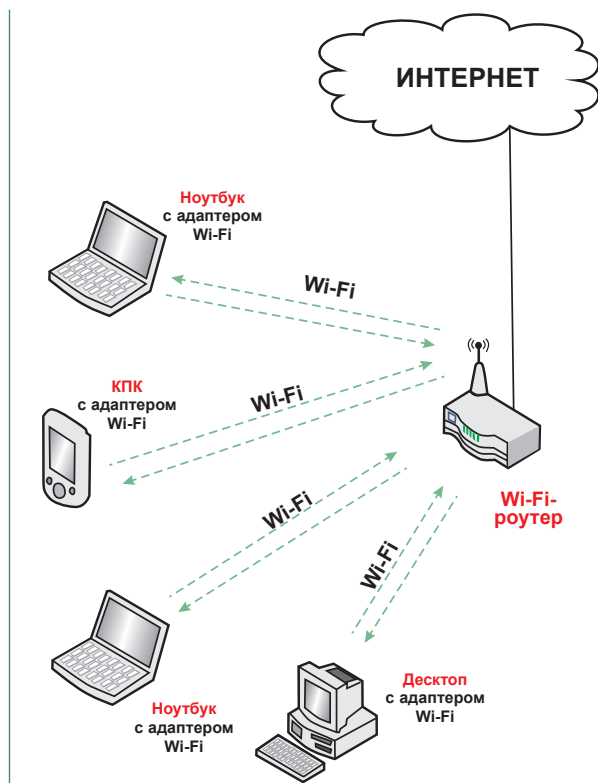 ИНТЕРНЕТ
Ноутбук
с адаптером
Wi-Fi
Wi-Fi
КПК
с адаптером
Wi-Fi
Wi-Fi
Wi-Fi-
роутер
Wi-Fi
Wi-Fi
Ноутбук
с адаптером
Wi-Fi
Десктоп
с адаптером
Wi-Fi